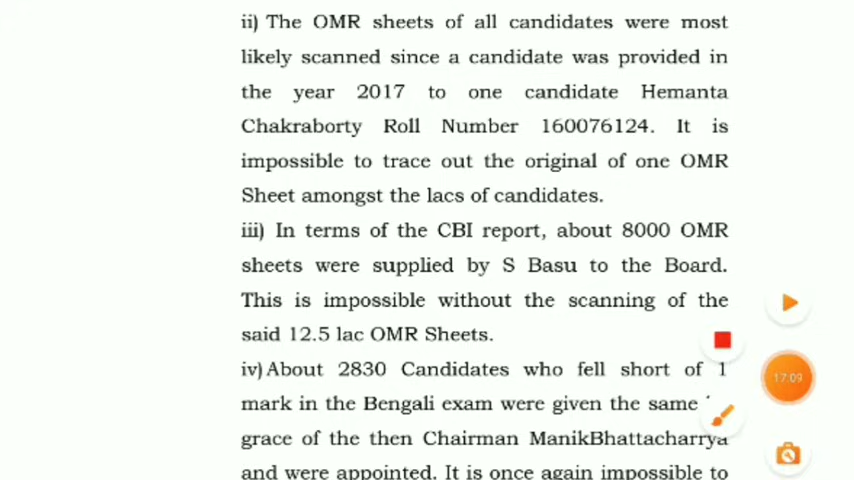 ii) The OMR sheets of all candidates were most
likely scanned since a candidate was provided in
the year 2017 to one candidate Hemanta
Chakraborty Roll Number 160076124. It is
impossible to trace out the original of one OMR
Sheet amongst the lacs of candidates.
iii) In terms of the CBI report, about 8000 OMR
sheets were supplied by S Basu to the Board.
This is impossible without the scanning of the
said 12.5 lac OMR Sheets.
iv) About 2830 Candidates who fell short of 1
mark in the Bengali exam were given the same
grace of the then Chairman ManikBhattacharrya
and were appointed. It is once again impossible to
17:09